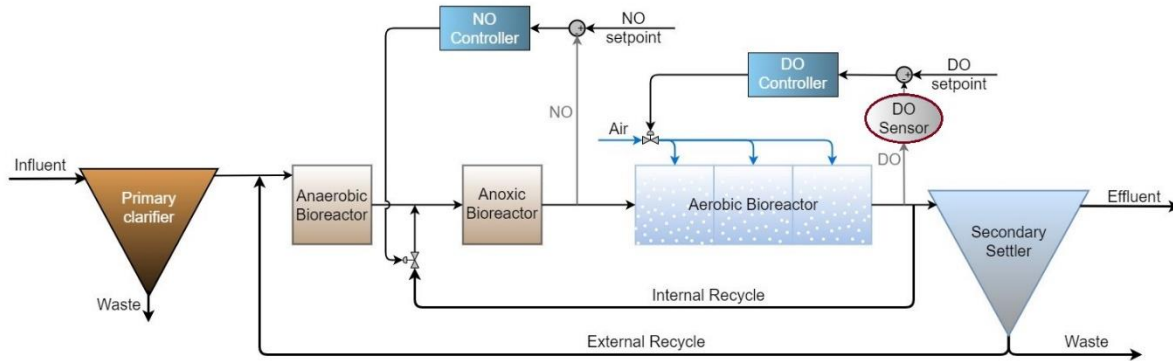 NO
Controller
NO
setpoint
DO
Controller
DO
setpoint
DO
Sensor
NO
Air
DO
Influent
Primary
clarifier
Anaerobic
Bioreactor
Anoxic
Bioreactor
Aerobic Bioreactor
Secondary
Settler
Effluent
Waste
Internal Recycle
External Recycle
Waste